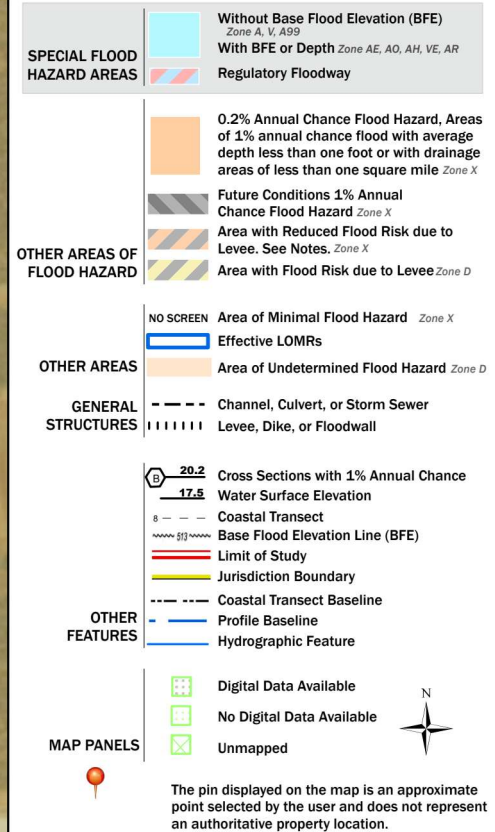 SPECIAL FLOOD
HAZARD AREAS
Without Base Flood Elevation (BFE)
Zone A, V, A99
With BFE or Depth Zone AE, AO, AH, VE, AR
Regulatory Floodway
OTHER AREAS OF
FLOOD HAZARD
0.2% Annual Chance Flood Hazard, Areas
of 1% annual chance flood with average
depth less than one foot or with drainage
areas of less than one square mile Zone X
Future Conditions 1% Annual
Chance Flood Hazard Zone X
Area with Reduced Flood Risk due to
Levee. See Notes. Zone X
Area with Flood Risk due to Levee Zone D
OTHER AREAS
NO SCREEN Area of Minimal Flood Hazard Zone X
Effective LOMRs
Area of Undetermined Flood Hazard Zone D
GENERAL
STRUCTURES
Channel, Culvert, or Storm Sewer
Levee, Dike, or Floodwall
OTHER
FEATURES
B 20.2 Cross Sections with 1% Annual Chance
17.5 Water Surface Elevation
8 Coastal Transect
513 Base Flood Elevation Line (BFE)
Limit of Study
Jurisdiction Boundary
Coastal Transect Baseline
Profile Baseline
Hydrographic Feature
MAP PANELS
Digital Data Available
No Digital Data Available
Unmapped
N
The pin displayed on the map is an approximate
point selected by the user and does not represent
an authoritative property location.